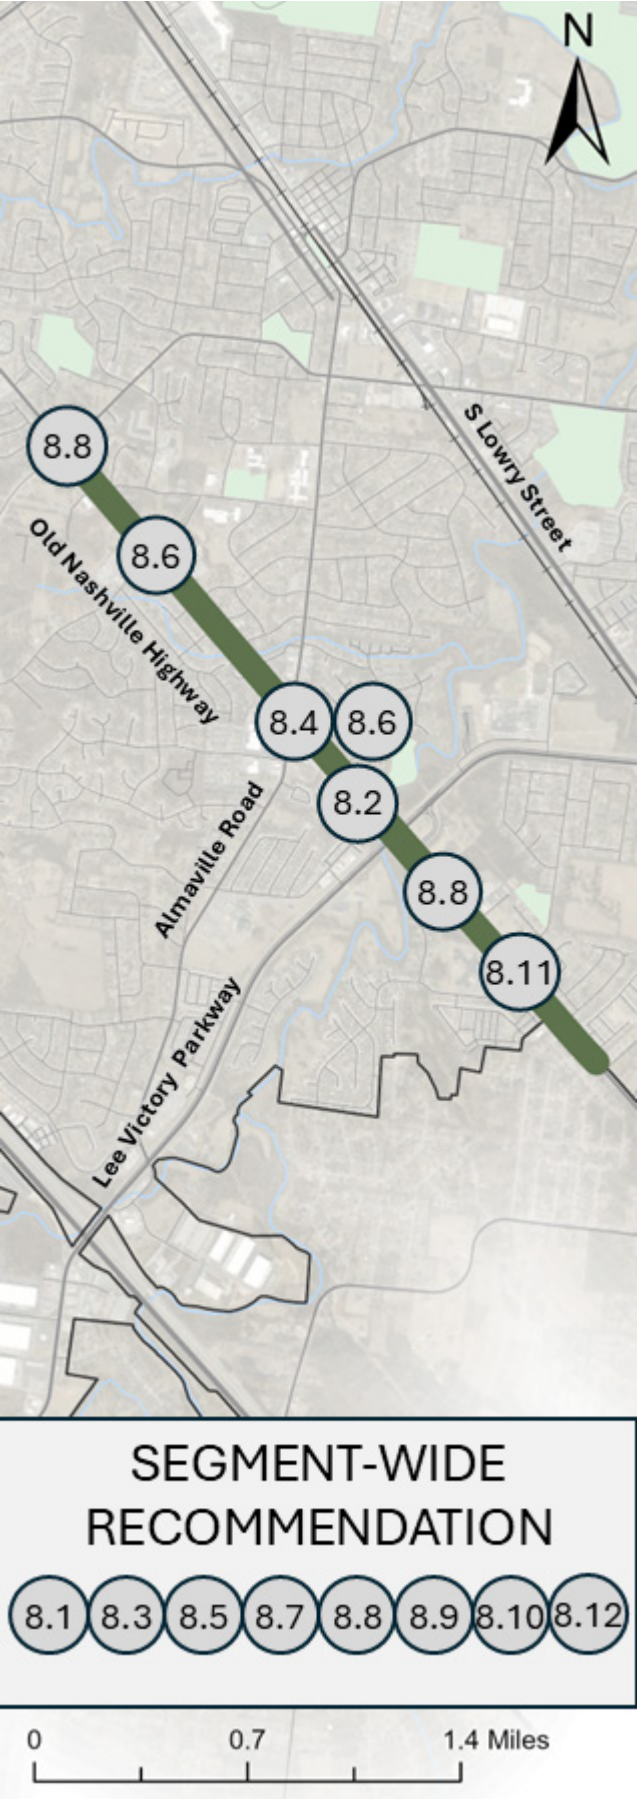 N
S Lowry Street
8.8
8.6
Old Nashville Highway
8.4
8.6
8.2
Almaville Road
8.8
8.11
Lee Victory Parkway
SEGMENT-WIDE
RECOMMENDATION
8.1 8.3 8.5 8.7 8.8 8.9 8.10 8.12
0 0.7 1.4 Miles